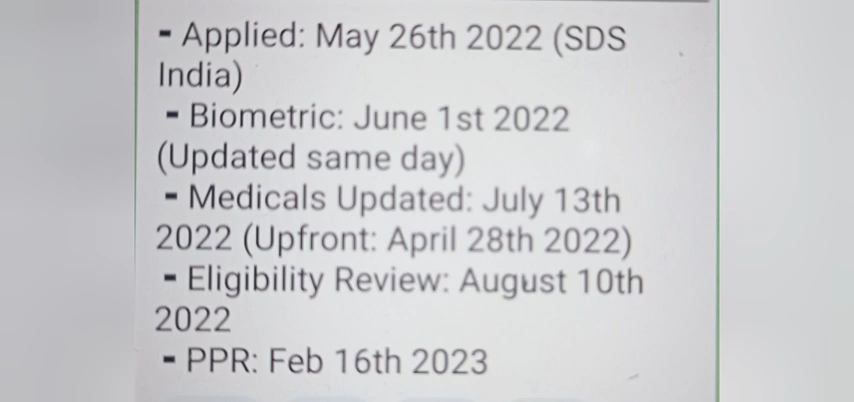 - Applied: May 26th 2022 (SDS
India)
- Biometric: June 1st 2022
(Updated same day)
- Medicals Updated: July 13th
2022 (Upfront: April 28th 2022)
- Eligibility Review: August 10th
2022
- PPR: Feb 16th 2023